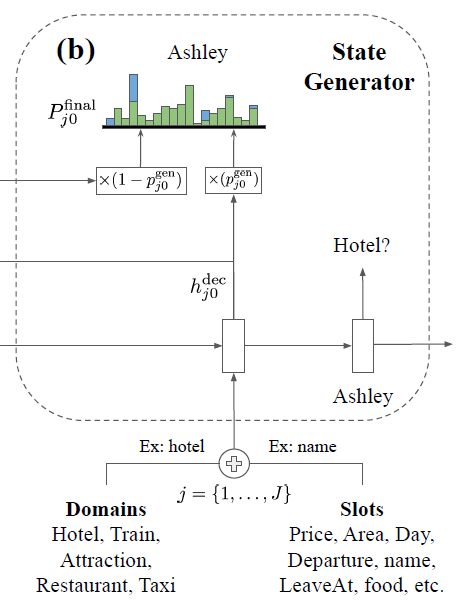 (b)
Ashley
State
Generator
P_{j0}^{final}
×(1 − p_{j0}^{gen})
×(p_{j0}^{gen})
Hotel?
h_{j0}^{dec}
Ashley
Ex: hotel
Ex: name
j = {1, . . . , J}
Domains
Hotel, Train,
Attraction,
Restaurant, Taxi
Slots
Price, Area, Day,
Departure, name,
LeaveAt, food, etc.